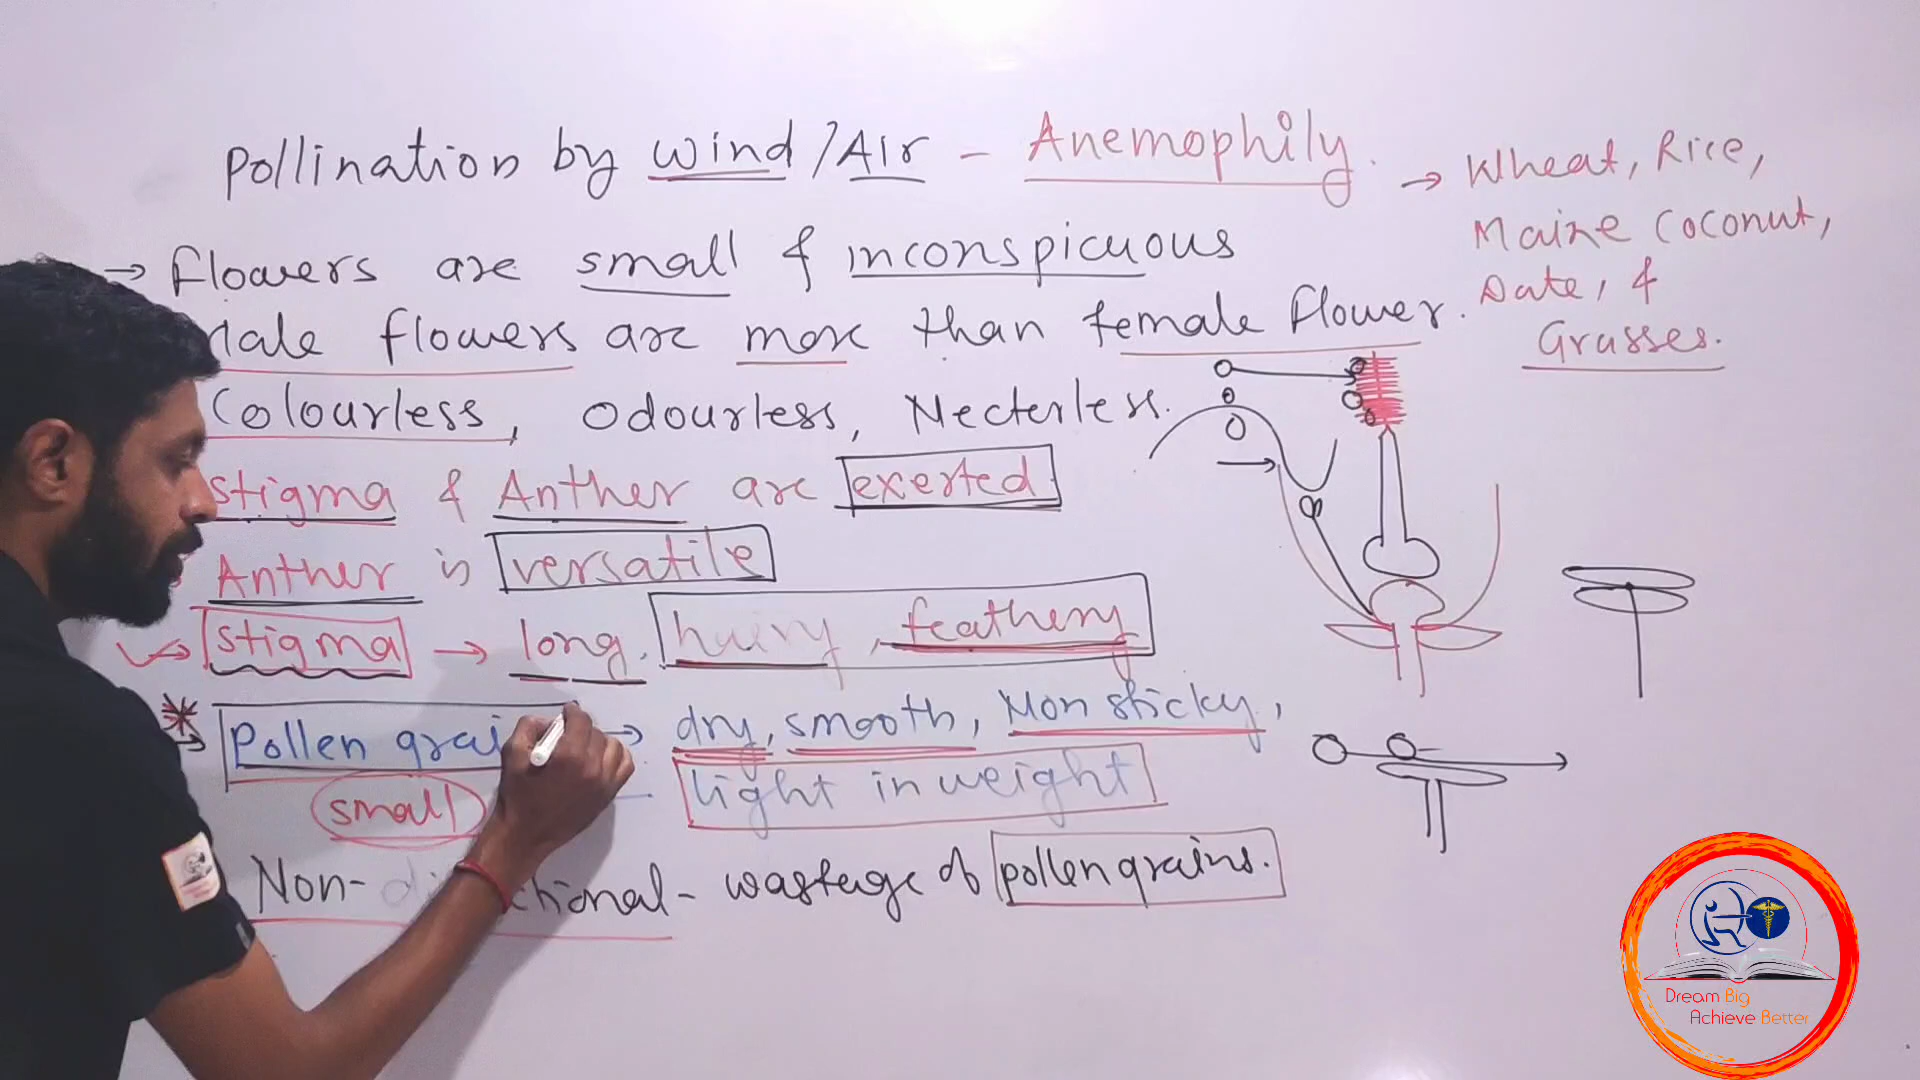 Pollination by wind/Air - Anemophily.
→ Wheat, Rice,
Maize Coconut,
Date, &
Grasses.
→ Flowers are small & inconspicuous
Male flowers are more than female flower.
Colourless, Odourless, Necterless.
Stigma & Anther are exerted.
Anther is versatile
Stigma → long, hairy, feathery
Pollen grai → dry, smooth, Non sticky,
small light in weight
Non- ctional - wastage of pollen grains.
Dream Big
Achieve Better